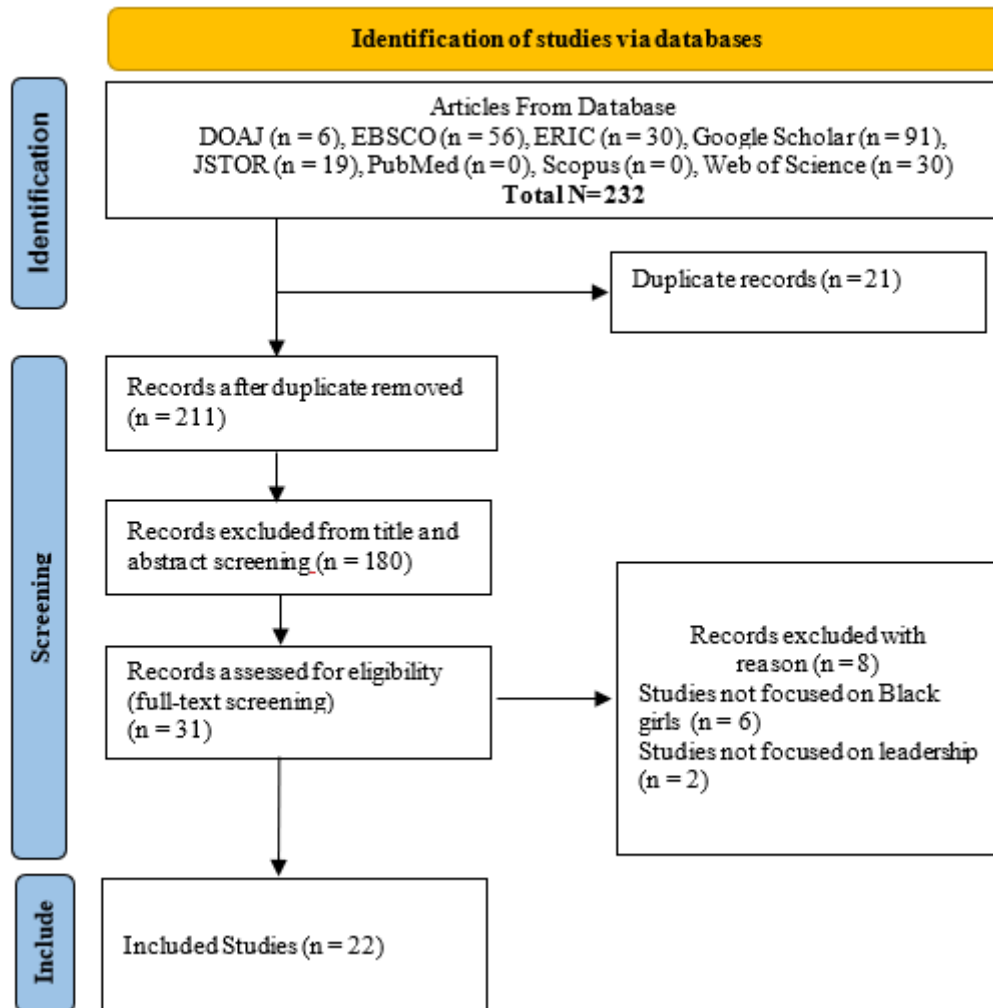 Identification of studies via databases
Identification
Articles From Database
DOAJ (n = 6), EBSCO (n = 56), ERIC (n = 30), Google Scholar (n = 91),
JSTOR (n = 19), PubMed (n = 0), Scopus (n = 0), Web of Science (n = 30)
Total N=232
Duplicate records (n = 21)
Screening
Records after duplicate removed
(n = 211)
Records excluded from title and
abstract screening (n = 180)
Records assessed for eligibility
(full-text screening)
(n = 31)
Records excluded with
reason (n = 8)
Studies not focused on Black
girls (n = 6)
Studies not focused on leadership
(n = 2)
Include
Included Studies (n = 22)